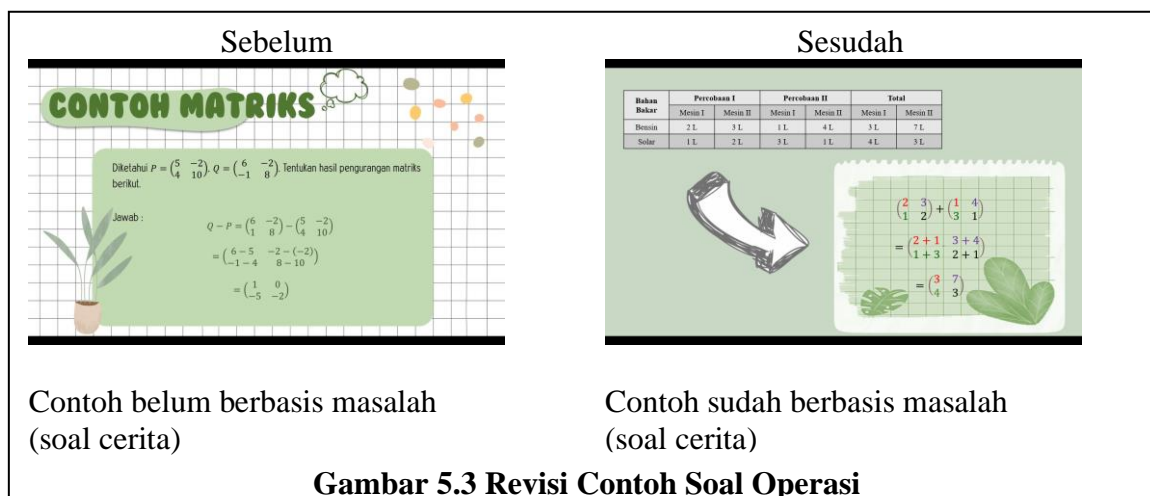 Sebelum
CONTOH MATRIKS
Diketahui P = (5 −2 / 4 10), Q = (6 −2 / −1 8). Tentukan hasil pengurangan matriks
berikut.
Jawab :
Q − P = (6 −2 / 1 8) − (5 −2 / 4 10)
= (6 − 5 −2 − (−2) / −1 − 4 8 − 10)
= (1 0 / −5 −2)
Contoh belum berbasis masalah
(soal cerita)
Sesudah
Bahan Bakar Percobaan I Percobaan II Total
Mesin I Mesin II Mesin I Mesin II Mesin I Mesin II
Bensin 2 L 3 L 1 L 4 L 3 L 7 L
Solar 1 L 2 L 3 L 1 L 4 L 3 L
(2 3 / 1 2) + (1 4 / 3 1)
= (2 + 1 3 + 4 / 1 + 3 2 + 1)
= (3 7 / 4 3)
Contoh sudah berbasis masalah
(soal cerita)
Gambar 5.3 Revisi Contoh Soal Operasi